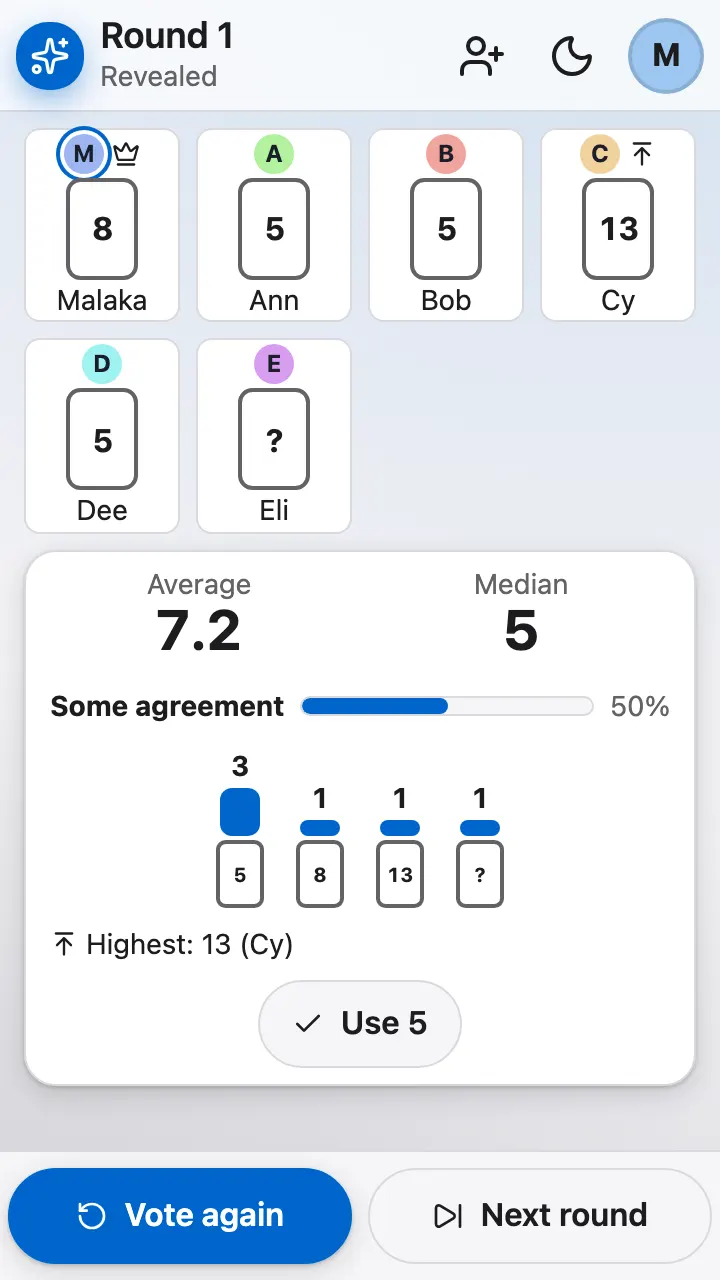 Round 1
Revealed
M
M
A
B
C
8
5
5
13
Malaka
Ann
Bob
Cy
D
E
5
?
Dee
Eli
Average
Median
7.2
5
Some agreement
50%
3
1
1
1
5
8
13
?
Highest: 13 (Cy)
Use 5
Vote again
Next round